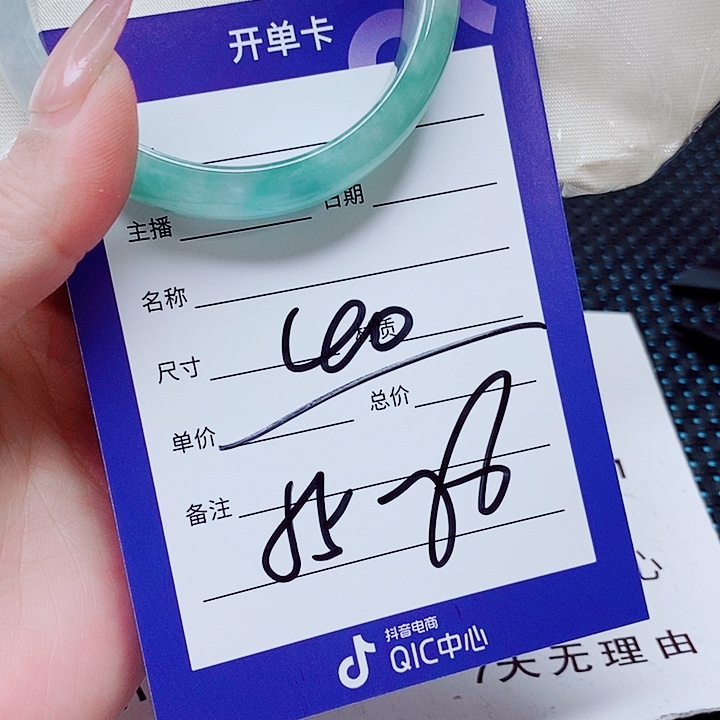 开单卡
日期
主播
名称
尺寸
材质
单价 总价
备注
抖音电商
QIC中心
心
7天无理由